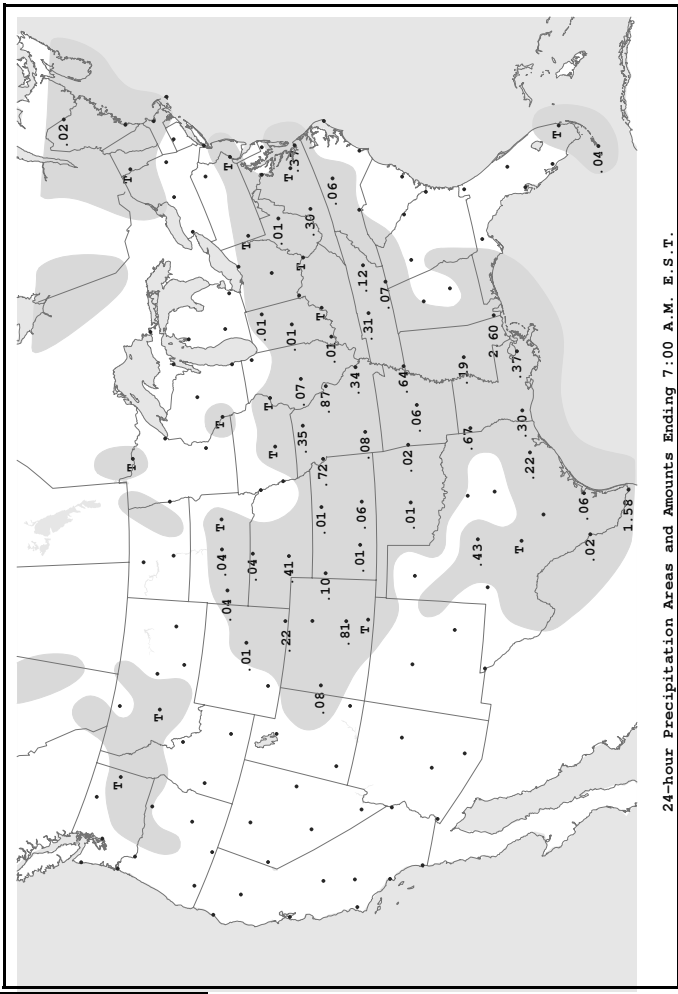 .02
T
T
T
T
T
T
.04
.04
T
T
.01
.04
.01
T
T
.01
.22
T
.41
.01
.37
T
.07
.35
.30
T
.08
.01
.72
.87
.10
.01
.06
.81
.34
.01
.06
.12
T
.08
.31
.07
.64
.02
.01
.06
.19
.67
.43
2.60
.37
T
.30
.22
T
.06
.02
.04
1.58
24-hour Precipitation Areas and Amounts Ending 7:00 A.M. E.S.T.